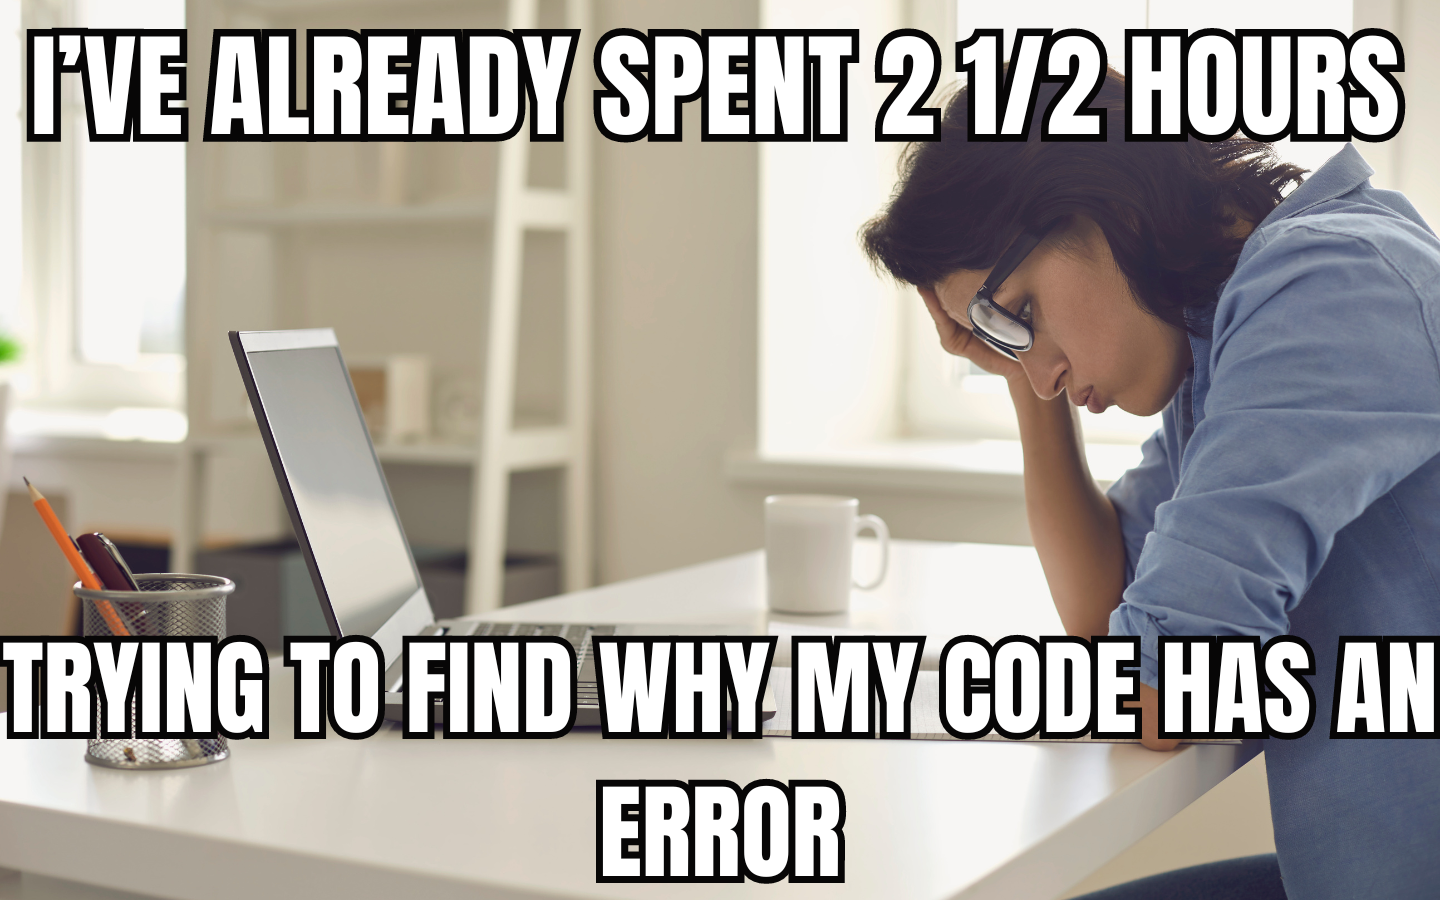 I’VE ALREADY SPENT 2 1/2 HOURS
TRYING TO FIND WHY MY CODE HAS AN
ERROR